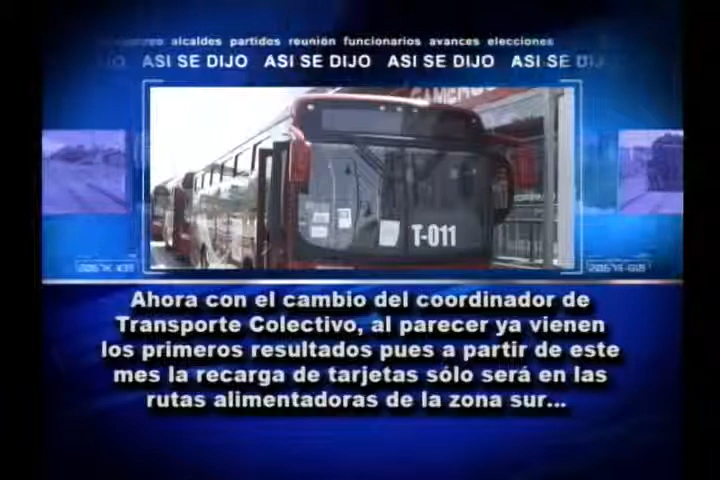 alcaldes partidos reunión funcionarios avances elecciones
ASI SE DIJO ASI SE DIJO ASI SE DIJO ASI SE DIJO
T-011
Ahora con el cambio del coordinador de
Transporte Colectivo, al parecer ya vienen
los primeros resultados pues a partir de este
mes la recarga de tarjetas sólo será en las
rutas alimentadoras de la zona sur...